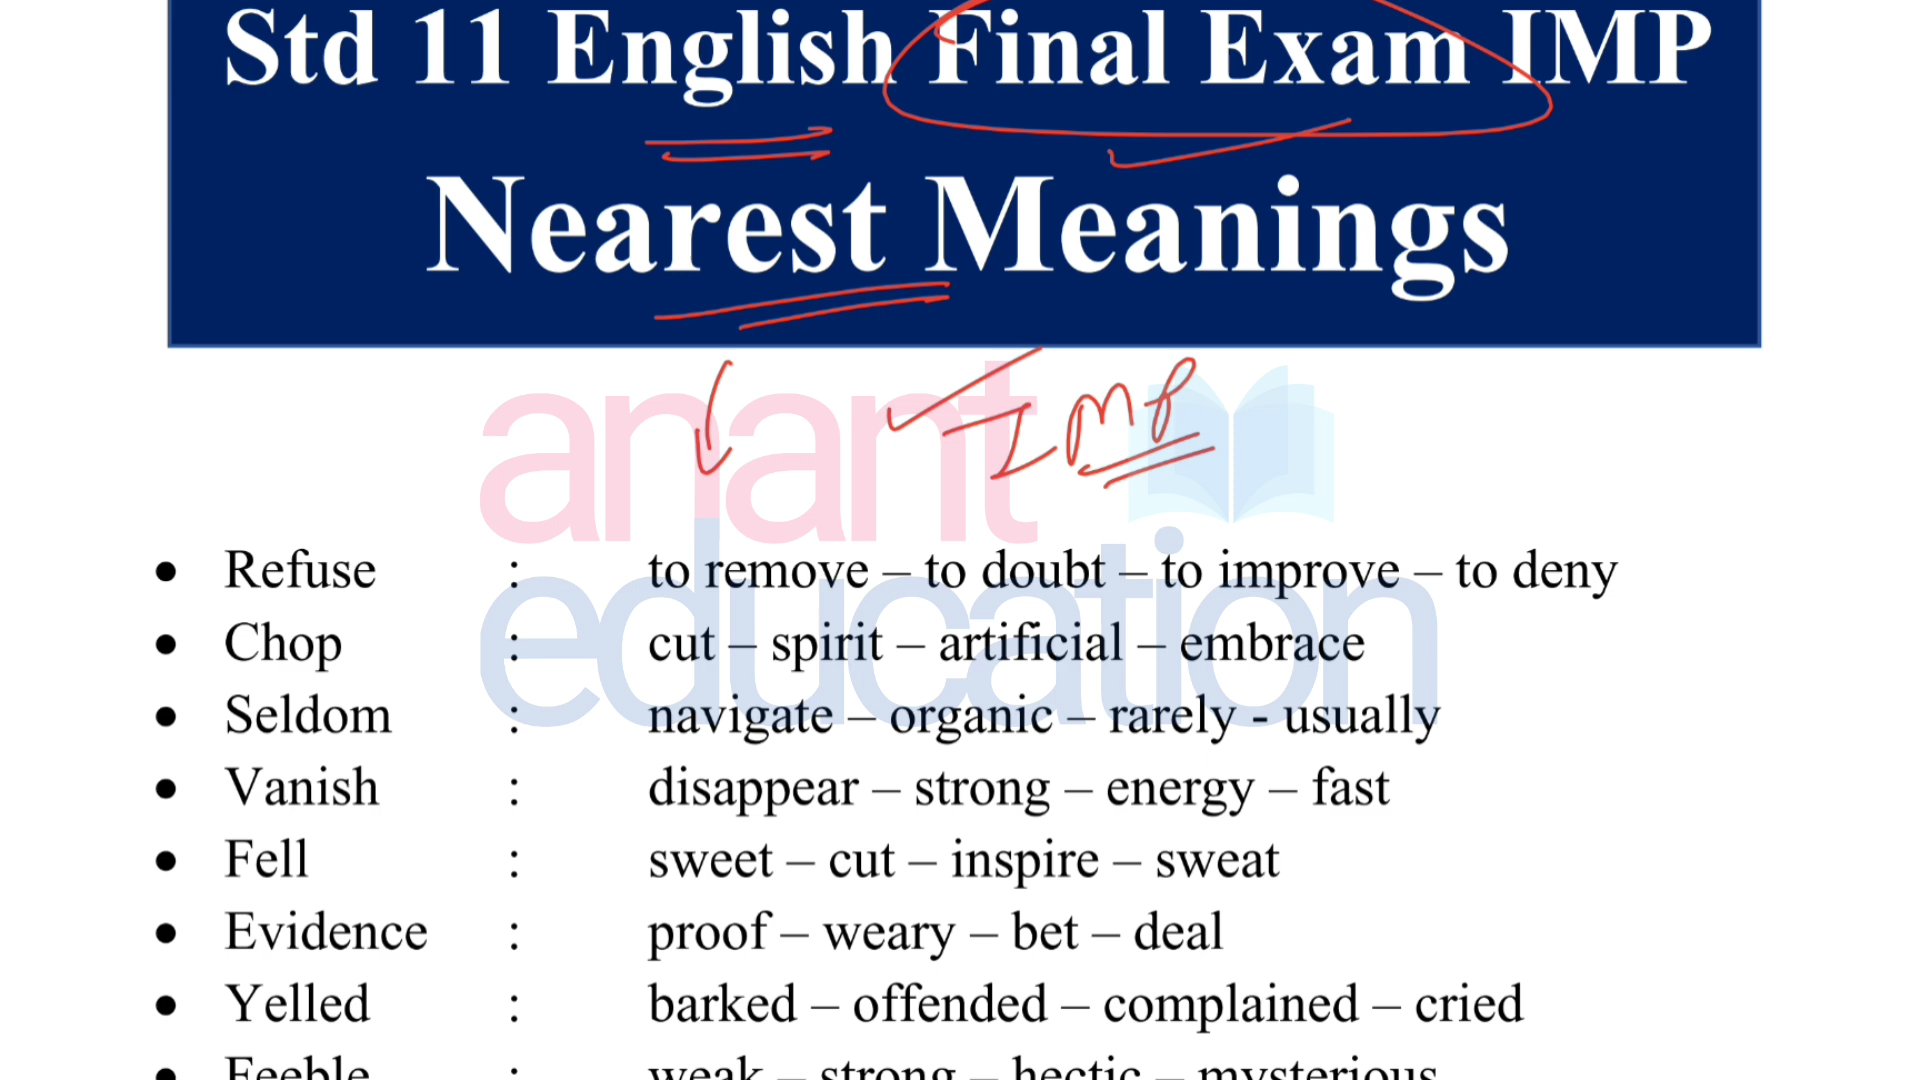 Std 11 English Final Exam IMP
Nearest Meanings
IMP
anant
education
• Refuse : to remove – to doubt – to improve – to deny
• Chop : cut – spirit – artificial – embrace
• Seldom : navigate – organic – rarely - usually
• Vanish : disappear – strong – energy – fast
• Fell : sweet – cut – inspire – sweat
• Evidence : proof – weary – bet – deal
• Yelled : barked – offended – complained – cried
• Feeble : weak – strong – hectic – mysterious